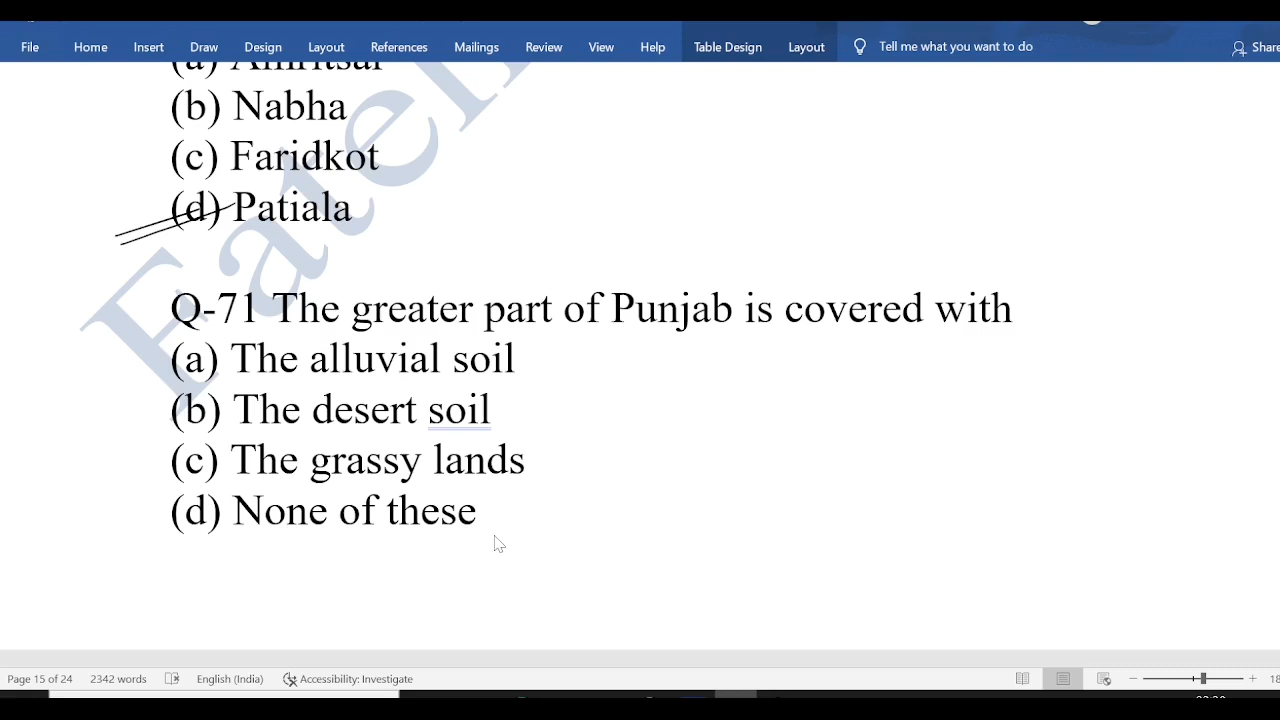 File Home Insert Draw Design Layout References Mailings Review View Help Table Design Layout Tell me what you want to do Share
(a) Amritsar
(b) Nabha
(c) Faridkot
(d) Patiala
Q-71 The greater part of Punjab is covered with
(a) The alluvial soil
(b) The desert soil
(c) The grassy lands
(d) None of these
Page 15 of 24 2342 words English (India) Accessibility: Investigate